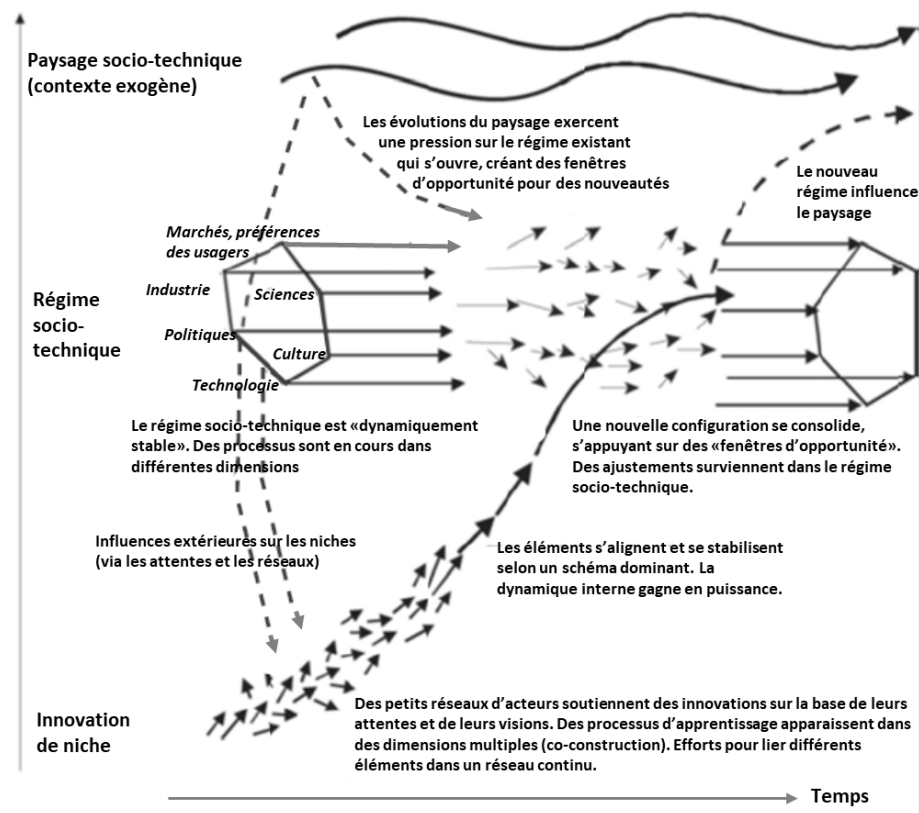 Paysage socio-technique
(contexte exogène)
Les évolutions du paysage exercent
une pression sur le régime existant
qui s’ouvre, créant des fenêtres
d’opportunité pour des nouveautés
Le nouveau
régime influence
le paysage
Marchés, préférences
des usagers
Industrie
Sciences
Politiques
Culture
Technologie
Régime
socio-
technique
Le régime socio-technique est «dynamiquement
stable». Des processus sont en cours dans
différentes dimensions
Une nouvelle configuration se consolide,
s’appuyant sur des «fenêtres d’opportunité».
Des ajustements surviennent dans le régime
socio-technique.
Influences extérieures sur les niches
(via les attentes et les réseaux)
Les éléments s’alignent et se stabilisent
selon un schéma dominant. La
dynamique interne gagne en puissance.
Innovation
de niche
Des petits réseaux d’acteurs soutiennent des innovations sur la base de leurs
attentes et de leurs visions. Des processus d’apprentissage apparaissent dans
des dimensions multiples (co-construction). Efforts pour lier différents
éléments dans un réseau continu.
Temps